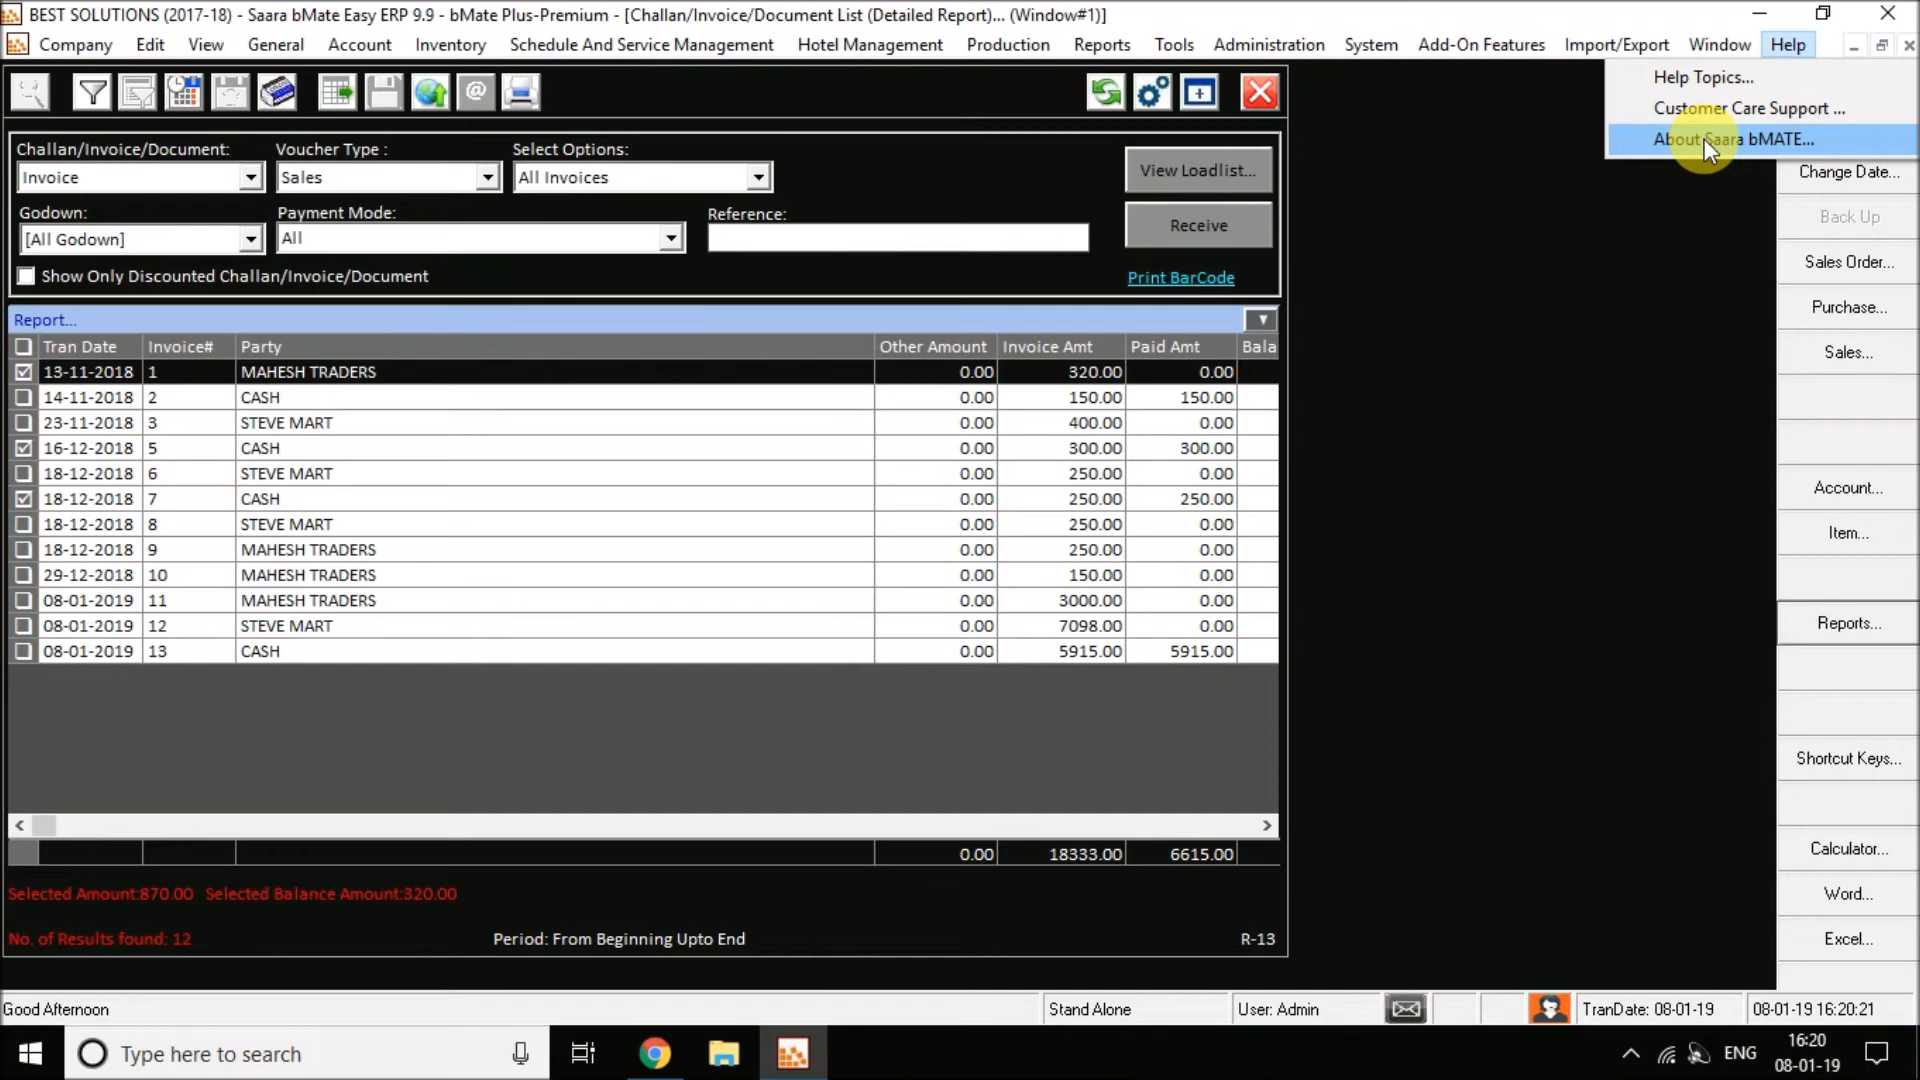 BEST SOLUTIONS (2017-18) - Saara bMate Easy ERP 9.9 - bMate Plus-Premium - [Challan/Invoice/Document List (Detailed Report)... (Window#1)]
Company Edit View General Account Inventory Schedule And Service Management Hotel Management Production Reports Tools Administration System Add-On Features Import/Export Window Help
Help Topics...
Customer Care Support ...
About Saara bMATE...
Challan/Invoice/Document: Voucher Type : Select Options:
Invoice Sales All Invoices
View Loadlist...
Godown: Payment Mode: Reference:
[All Godown] All
Receive
Show Only Discounted Challan/Invoice/Document
Print BarCode
Report...
Tran Date Invoice# Party Other Amount Invoice Amt Paid Amt Bala
13-11-2018 1 MAHESH TRADERS 0.00 320.00 0.00
14-11-2018 2 CASH 0.00 150.00 150.00
23-11-2018 3 STEVE MART 0.00 400.00 0.00
16-12-2018 5 CASH 0.00 300.00 300.00
18-12-2018 6 STEVE MART 0.00 250.00 0.00
18-12-2018 7 CASH 0.00 250.00 250.00
18-12-2018 8 STEVE MART 0.00 250.00 0.00
18-12-2018 9 MAHESH TRADERS 0.00 250.00 0.00
29-12-2018 10 MAHESH TRADERS 0.00 150.00 0.00
08-01-2019 11 MAHESH TRADERS 0.00 3000.00 0.00
08-01-2019 12 STEVE MART 0.00 7098.00 0.00
08-01-2019 13 CASH 0.00 5915.00 5915.00
0.00 18333.00 6615.00
Selected Amount:870.00 Selected Balance Amount:320.00
No. of Results found: 12 Period: From Beginning Upto End R-13
Change Date...
Back Up
Sales Order...
Purchase...
Sales...
Account...
Item...
Reports...
Shortcut Keys...
Calculator...
Word...
Excel...
Good Afternoon Stand Alone User: Admin TranDate: 08-01-19 08-01-19 16:20:21
Type here to search
ENG
16:20
08-01-19